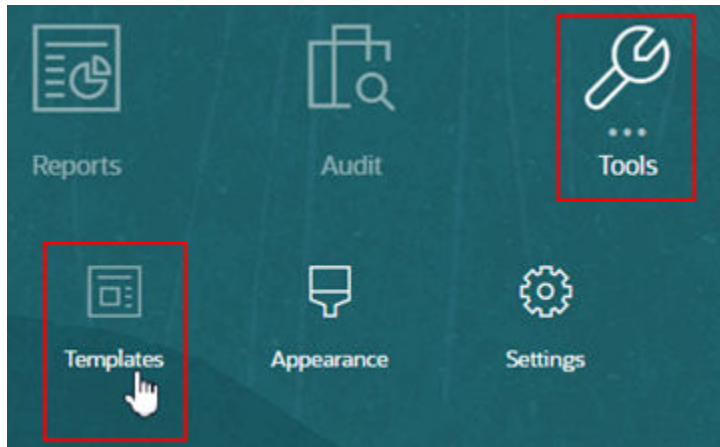 Reports
Audit
Tools
Templates
Appearance
Settings